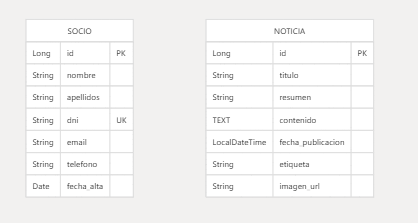 SOCIO
Long id PK
String nombre
String apellidos
String dni UK
String email
String telefono
Date fecha_alta
NOTICIA
Long id PK
String titulo
String resumen
TEXT contenido
LocalDateTime fecha_publicacion
String etiqueta
String imagen_url